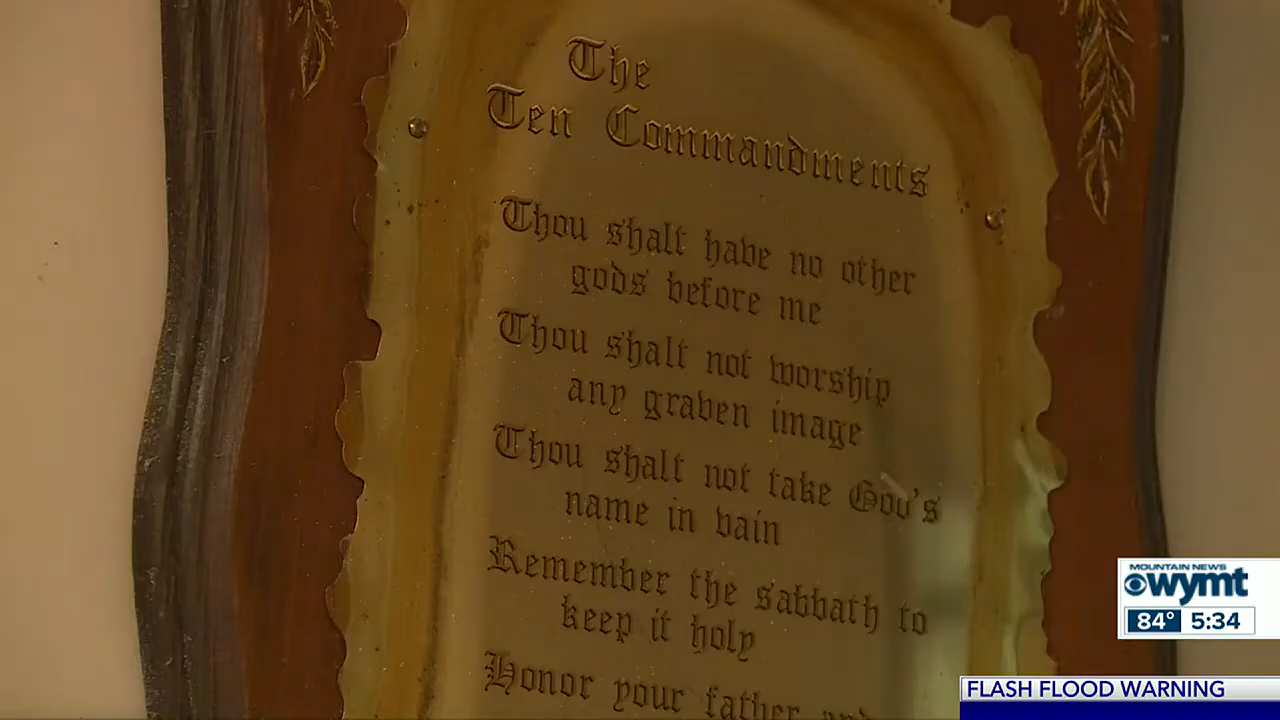 The
Ten Commandments
Thou shalt have no other
gods before me
Thou shalt not worship
any graven image
Thou shalt not take God's
name in vain
Remember the sabbath to
keep it holy
Honor your father and
MOUNTAIN NEWS
wymt
84° 5:34
FLASH FLOOD WARNING